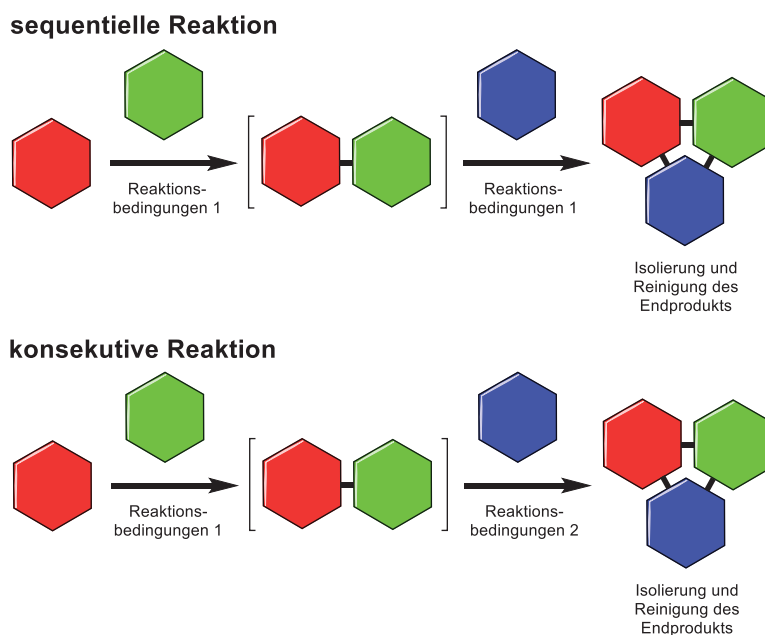 sequentielle Reaktion
Reaktions-
bedingungen 1
Reaktions-
bedingungen 1
Isolierung und
Reinigung des
Endprodukts
konsekutive Reaktion
Reaktions-
bedingungen 1
Reaktions-
bedingungen 2
Isolierung und
Reinigung des
Endprodukts